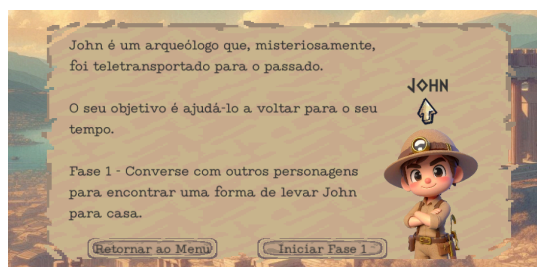 John é um arqueólogo que, misteriosamente,
foi teletransportado para o passado.
O seu objetivo é ajudá-lo a voltar para o seu
tempo.
Fase 1 - Converse com outros personagens
para encontrar uma forma de levar John
para casa.
JOHN
Retornar ao Menu
Iniciar Fase 1